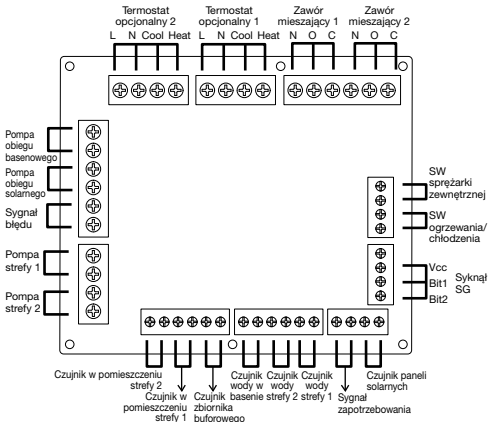 Termostat
opcjonalny 2
Termostat
opcjonalny 1
Zawór
mieszający 1
Zawór
mieszający 2
L N Cool Heat
L N Cool Heat
N O C
N O C
Pompa
obiegu
basenowego
Pompa
obiegu
solarnego
Sygnał
błędu
Pompa
strefy 1
Pompa
strefy 2
SW
sprężarki
zewnętrznej
SW
ogrzewania/
chłodzenia
Vcc
Bit1
Bit2
Syknął
SG
Czujnik w pomieszczeniu
strefy 2
Czujnik w
pomieszczeniu
strefy 1
Czujnik
zbiornika
buforowego
Czujnik
wody w
basenie
Czujnik
wody
strefy 2
Czujnik
wody
strefy 1
Sygnał
zapotrzebowania
Czujnik paneli
solarnych